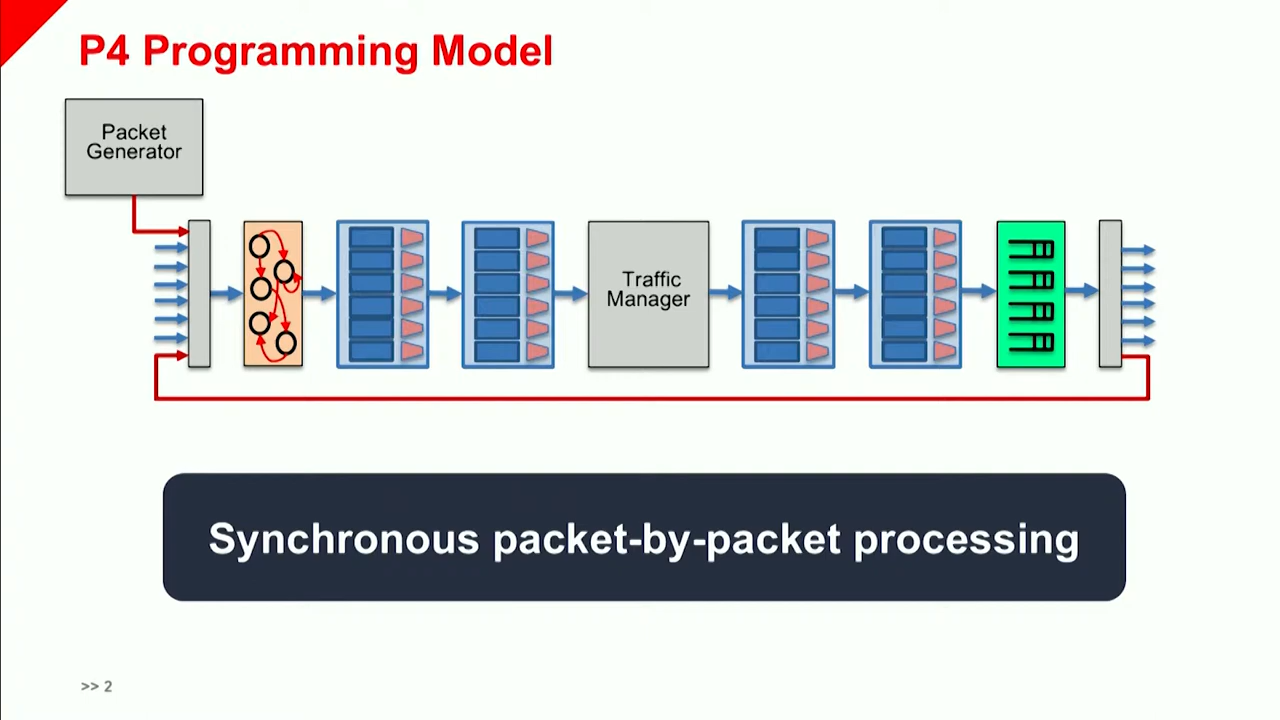 P4 Programming Model
Packet
Generator
Traffic
Manager
Synchronous packet-by-packet processing
>> 2